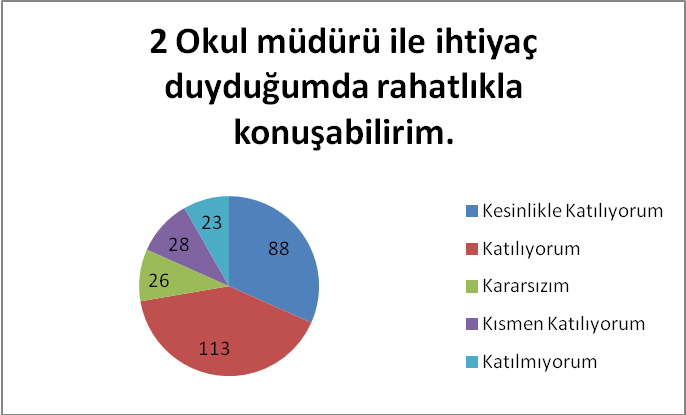 2 Okul müdürü ile ihtiyaç
duyduğumda rahatlıkla
konuşabilirim.
23
88
28
26
113
Kesinlikle Katılıyorum
Katılıyorum
Kararsızım
Kısmen Katılıyorum
Katılmıyorum